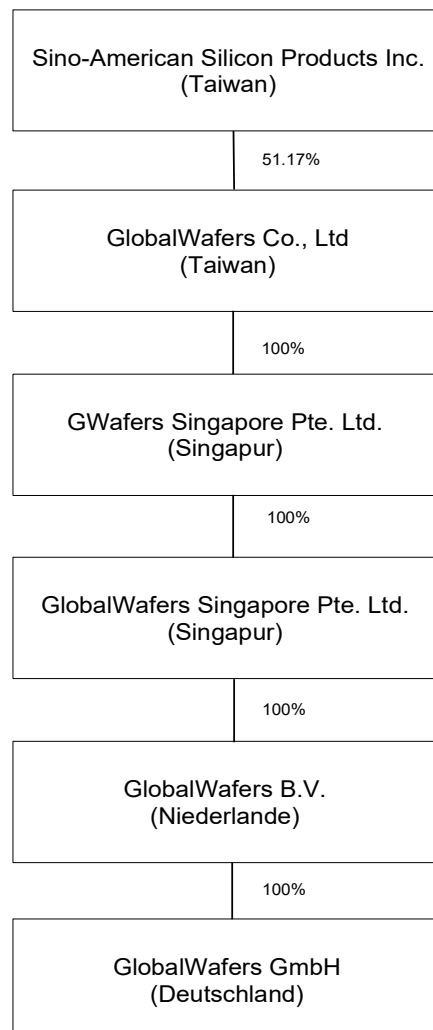 Sino-American Silicon Products Inc.
(Taiwan)
51.17%
GlobalWafers Co., Ltd
(Taiwan)
100%
GWafers Singapore Pte. Ltd.
(Singapur)
100%
GlobalWafers Singapore Pte. Ltd.
(Singapur)
100%
GlobalWafers B.V.
(Niederlande)
100%
GlobalWafers GmbH
(Deutschland)